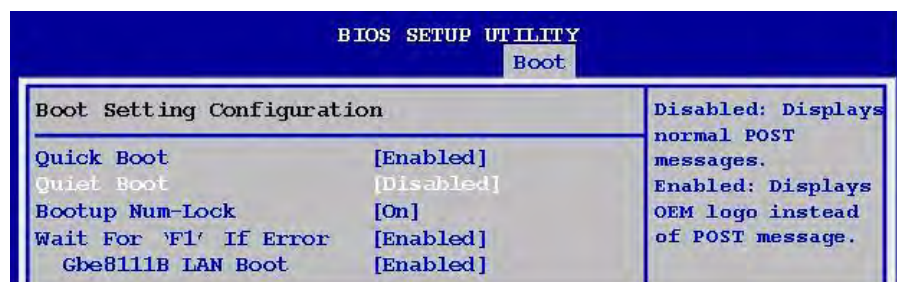 BIOS SETUP UTILITY
Boot
Boot Setting Configuration
Quick Boot [Enabled]
Quiet Boot [Disabled]
Bootup Num-Lock [On]
Wait For 'F1' If Error [Enabled]
Gbe8111B LAN Boot [Enabled]
Disabled: Displays
normal POST
messages.
Enabled: Displays
OEM logo instead
of POST message.